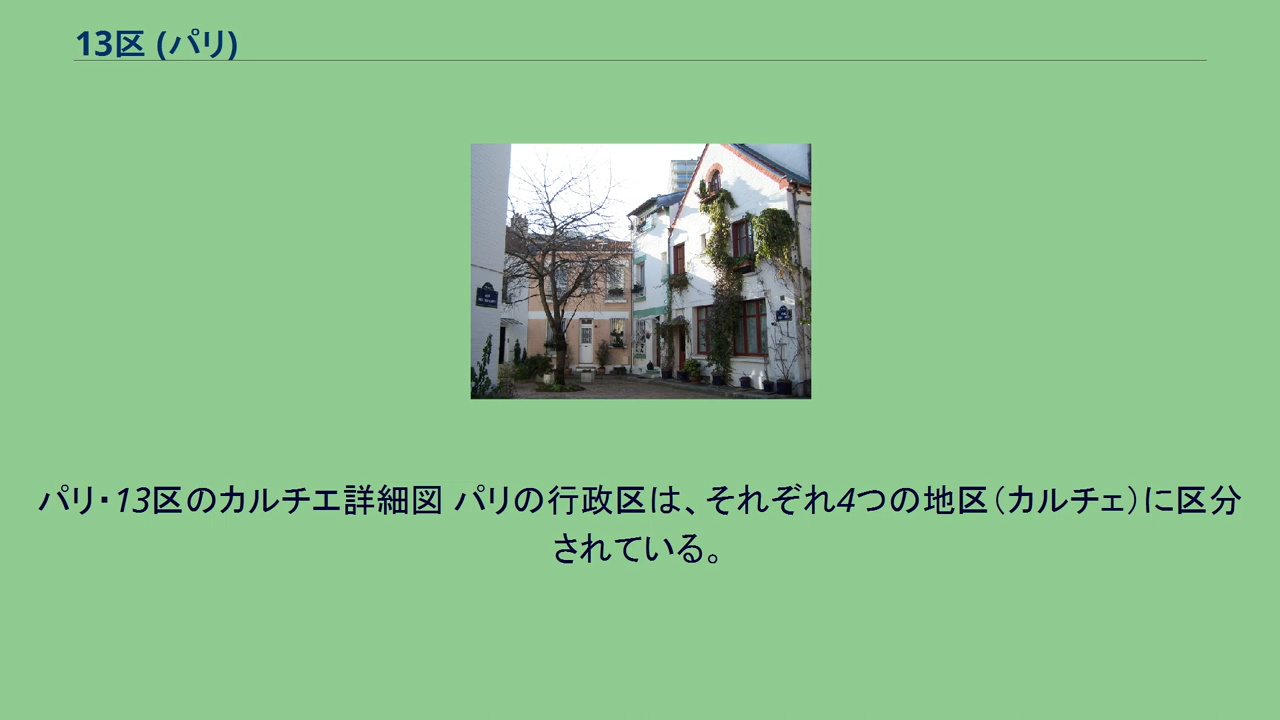 13区 (パリ)
パリ・13区のカルチエ詳細図 パリの行政区は、それぞれ4つの地区（カルチェ）に区分
されている。